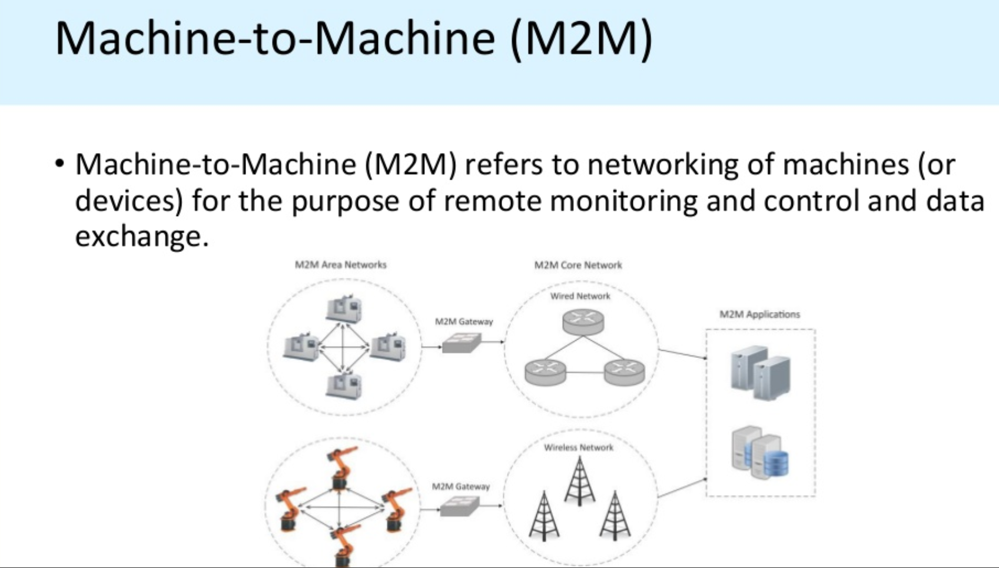 Machine-to-Machine (M2M)
• Machine-to-Machine (M2M) refers to networking of machines (or
devices) for the purpose of remote monitoring and control and data
exchange.
M2M Area Networks
M2M Core Network
Wired Network
M2M Gateway
M2M Applications
Wireless Network
M2M Gateway